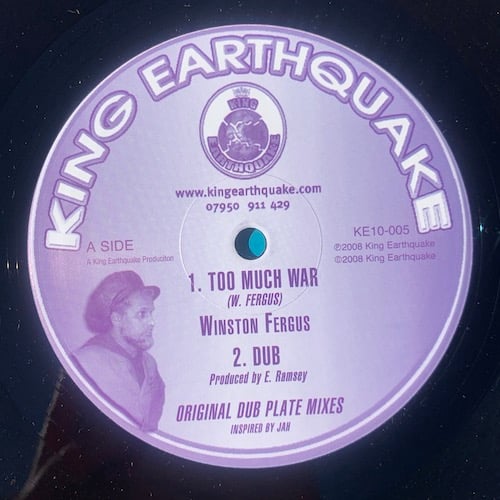 KING EARTHQUAKE
KING
EARTHQUAKE
www.kingearthquake.com
07950 911 429
A SIDE
A King Earthquake Production
KE10-005
℗2008 King Earthquake
©2008 King Earthquake
1. TOO MUCH WAR
(W. FERGUS)
WINSTON FERGUS
2. DUB
Produced by E. Ramsey
ORIGINAL DUB PLATE MIXES
INSPIRED BY JAH